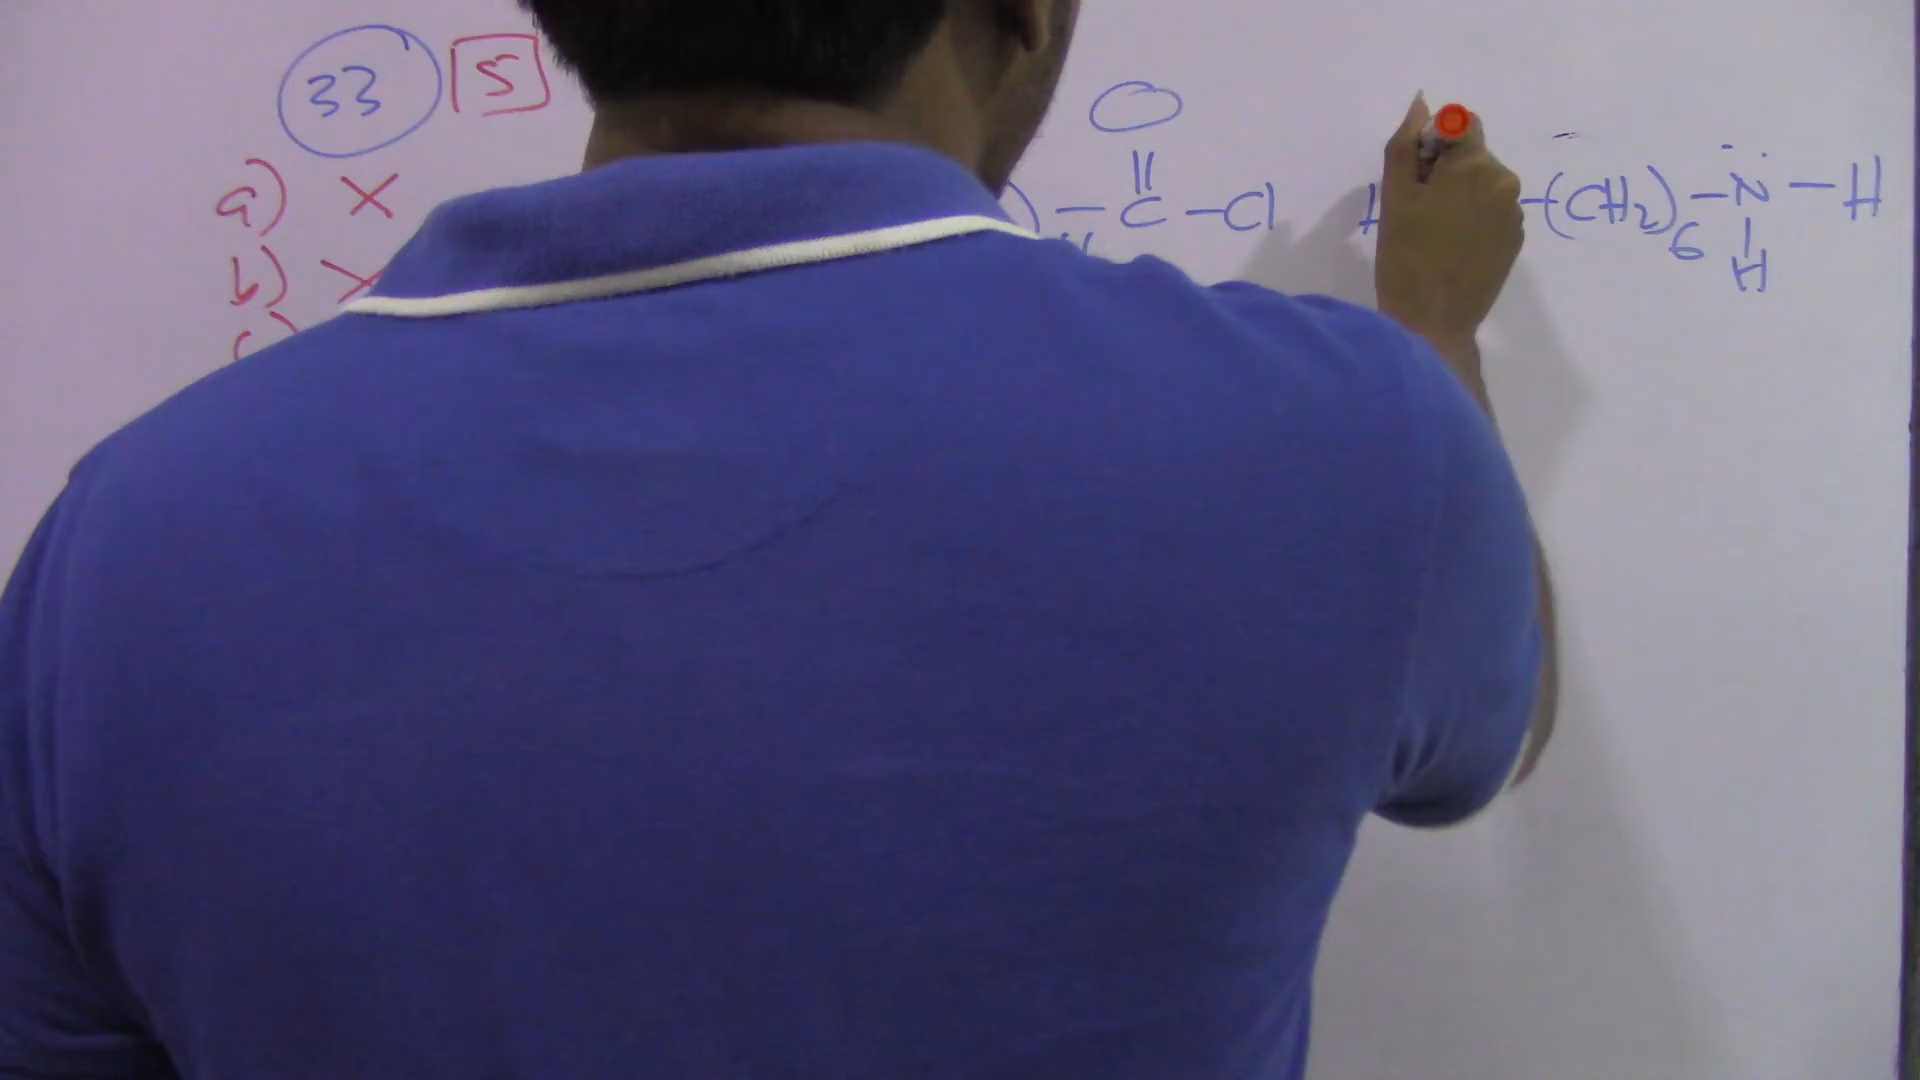 33 5
a) X
b) X
c)
O
||
) — C — Cl H —(CH2)6 — N̈ — H
|
H